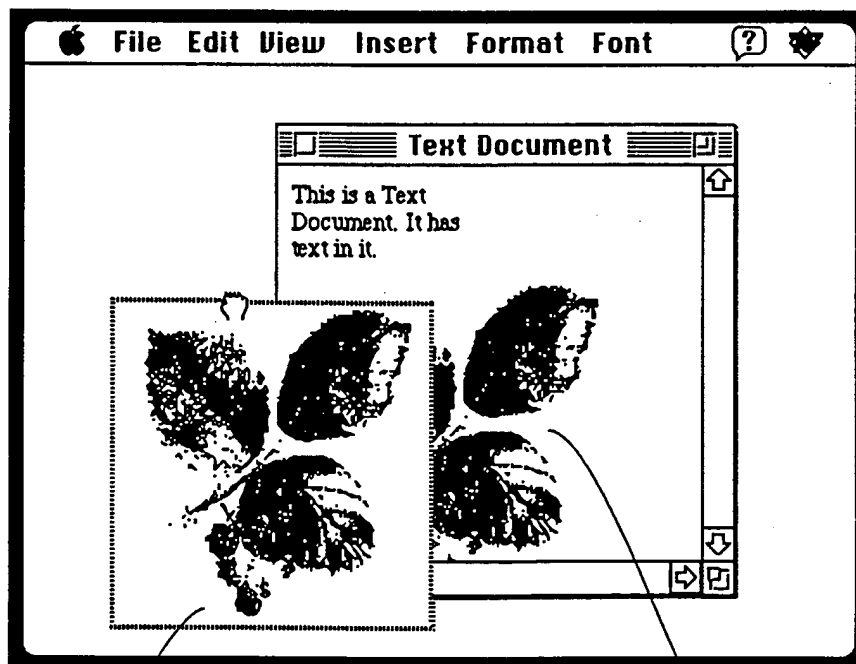 File Edit View Insert Format Font ?
Text Document
This is a Text
Document. It has
text in it.